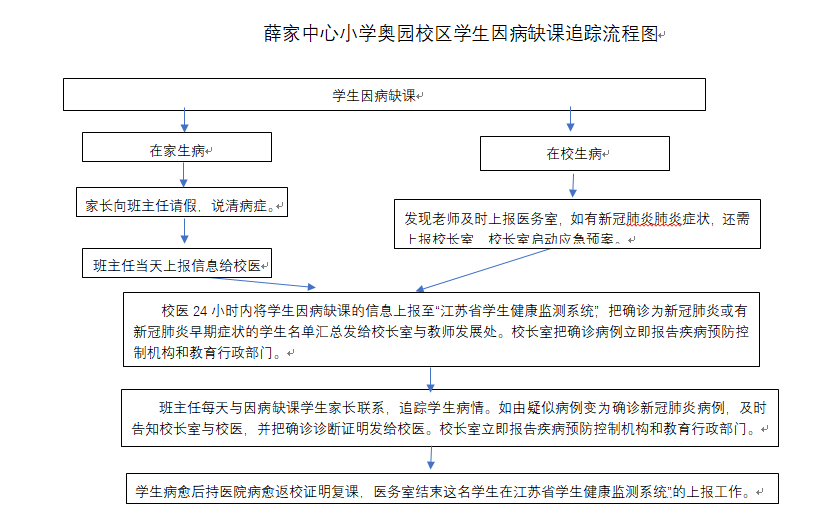 薛家中心小学奥园校区学生因病缺课追踪流程图
学生因病缺课
在家生病
在校生病
家长向班主任请假，说清病症。
发现老师及时上报医务室，如有新冠肺炎肺炎症状，还需
上报校长室，校长室启动应急预案。
班主任当天上报信息给校医
校医 24 小时内将学生因病缺课的信息上报至“江苏省学生健康监测系统”，把确诊为新冠肺炎或有
新冠肺炎早期症状的学生名单汇总发给校长室与教师发展处。校长室把确诊病例立即报告疾病预防控
制机构和教育行政部门。
班主任每天与因病缺课学生家长联系，追踪学生病情。如由疑似病例变为确诊新冠肺炎病例，及时
告知校长室与校医，并把确诊诊断证明发给校医。校长室立即报告疾病预防控制机构和教育行政部门。
学生病愈后持医院病愈返校证明复课，医务室结束这名学生在江苏省学生健康监测系统”的上报工作。